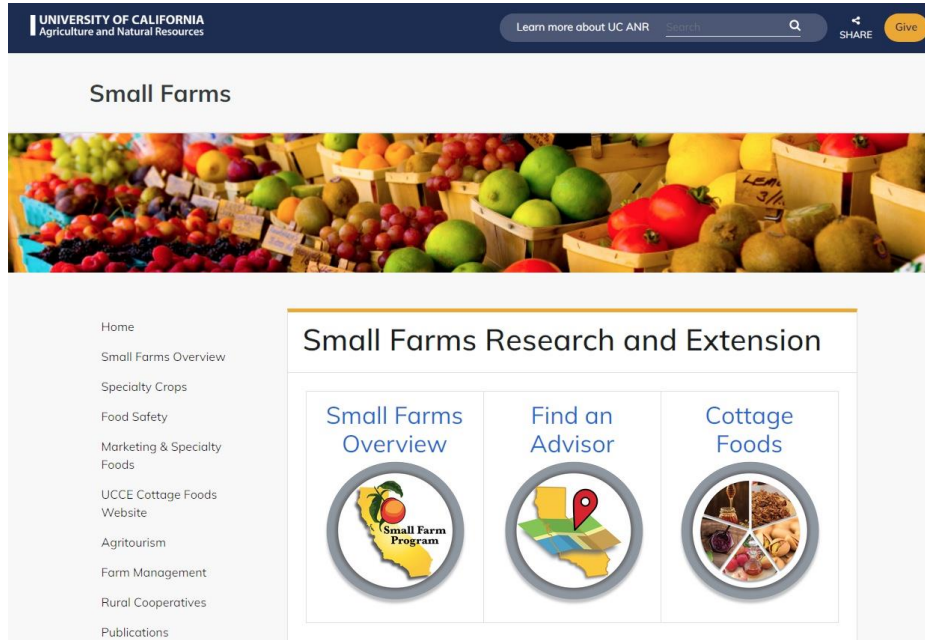 UNIVERSITY OF CALIFORNIA
Agriculture and Natural Resources
Learn more about UC ANR
Search
SHARE
Give
Small Farms
Home
Small Farms Overview
Specialty Crops
Food Safety
Marketing & Specialty
Foods
UCCE Cottage Foods
Website
Agritourism
Farm Management
Rural Cooperatives
Publications
Small Farms Research and Extension
Small Farms
Overview
Small Farm
Program
Find an
Advisor
Cottage
Foods